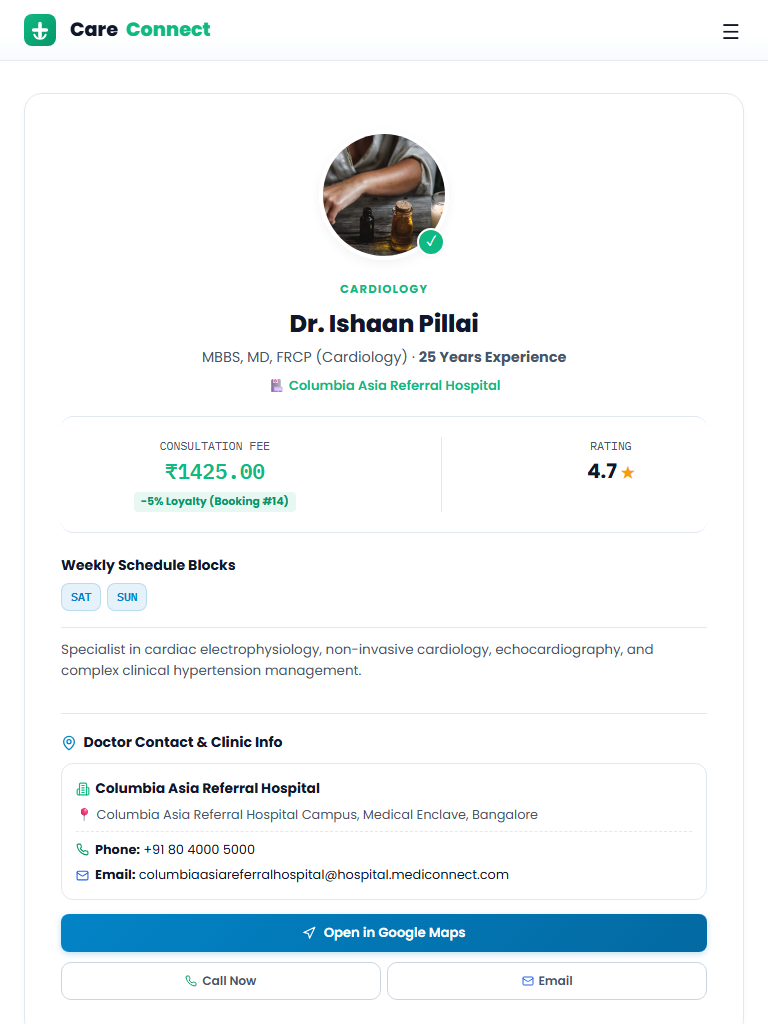 Care Connect
CARDIOLOGY
Dr. Ishaan Pillai
MBBS, MD, FRCP (Cardiology) · 25 Years Experience
Columbia Asia Referral Hospital
CONSULTATION FEE
₹1425.00
-5% Loyalty (Booking #14)
RATING
4.7 ★
Weekly Schedule Blocks
SAT SUN
Specialist in cardiac electrophysiology, non-invasive cardiology, echocardiography, and
complex clinical hypertension management.
Doctor Contact & Clinic Info
Columbia Asia Referral Hospital
Columbia Asia Referral Hospital Campus, Medical Enclave, Bangalore
Phone: +91 80 4000 5000
Email: columbiaasiareferralhospital@hospital.mediconnect.com
Open in Google Maps
Call Now
Email